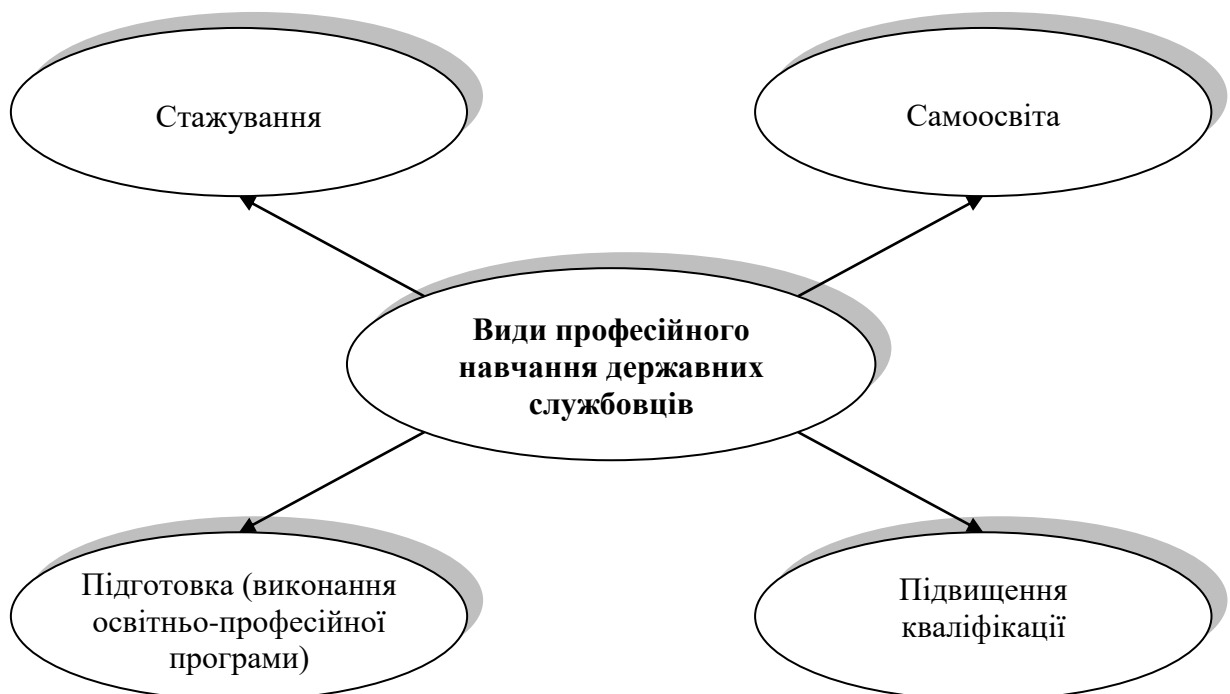 Стажування
Самоосвіта
Види професійного
навчання державних
службовців
Підготовка (виконання
освітньо-професійної
програми)
Підвищення
кваліфікації